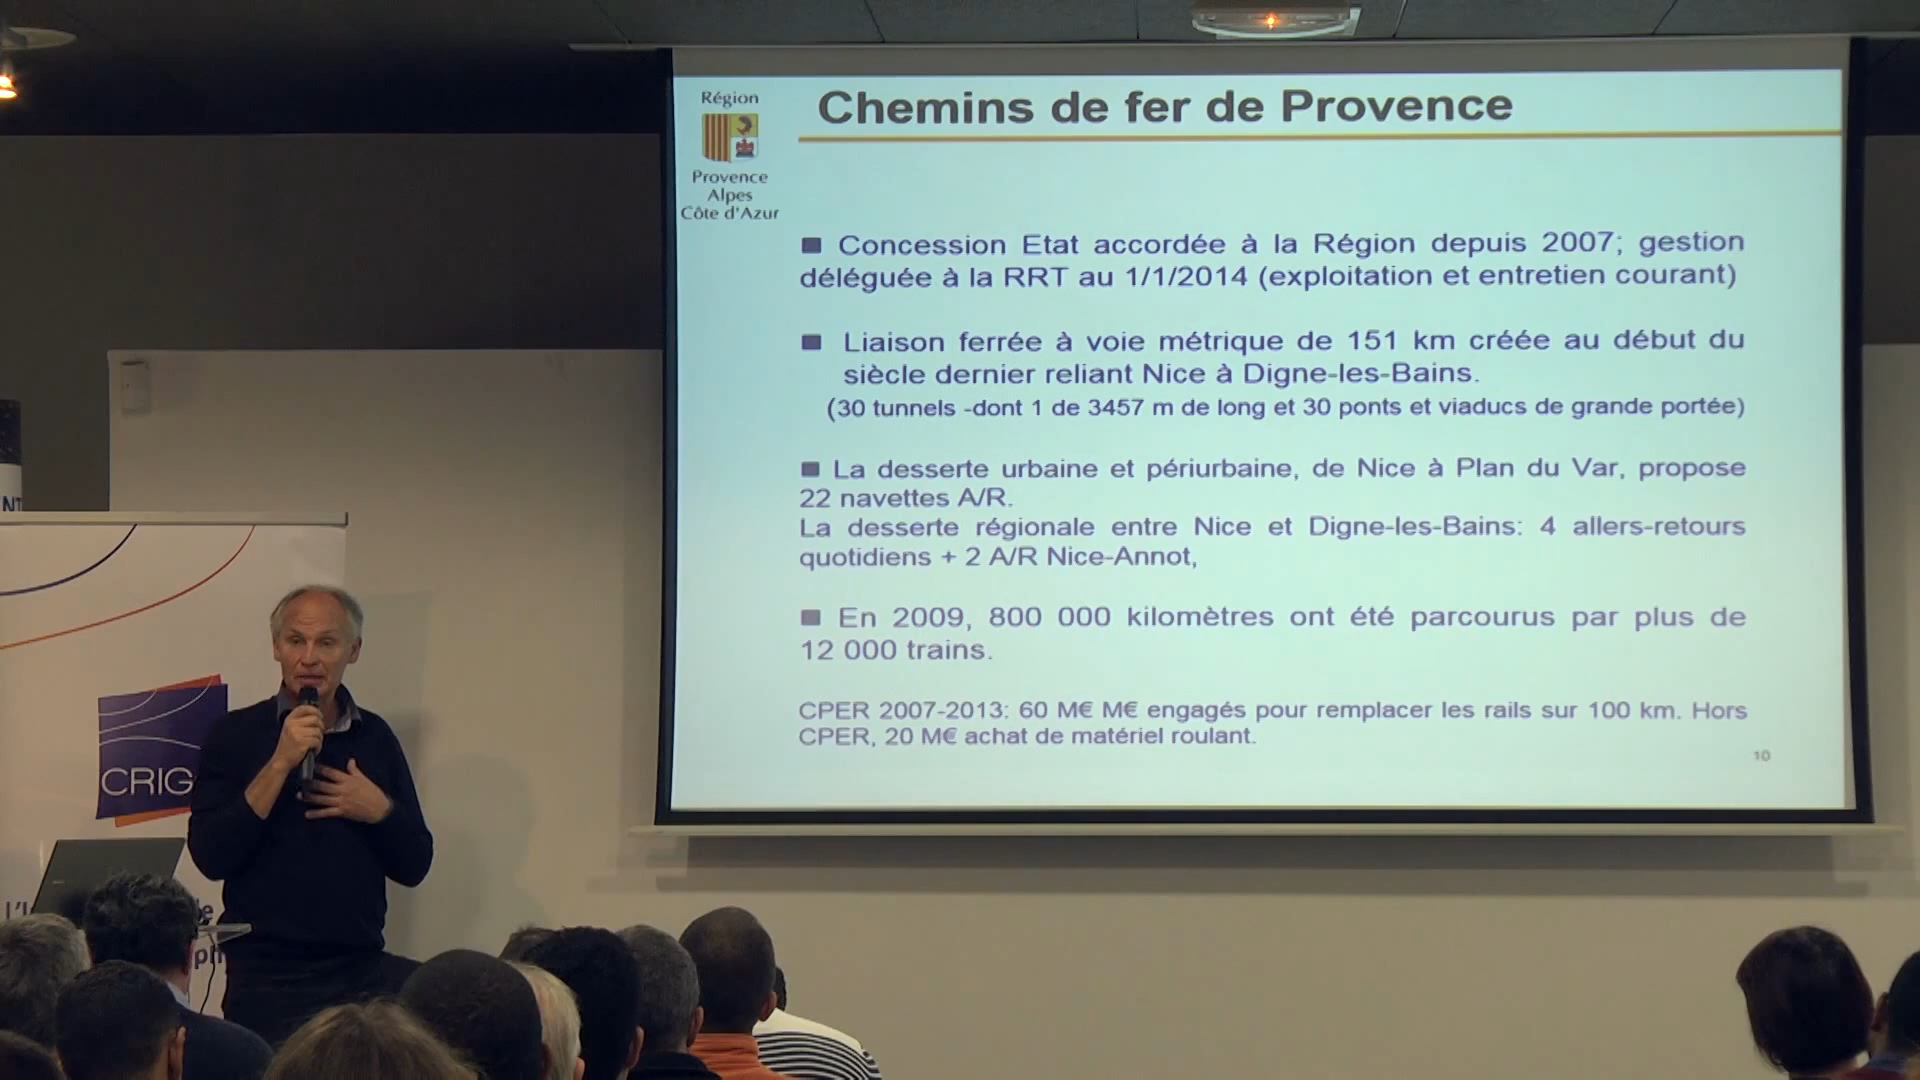 Région
Provence
Alpes
Côte d'Azur
Chemins de fer de Provence
Concession Etat accordée à la Région depuis 2007; gestion
déléguée à la RRT au 1/1/2014 (exploitation et entretien courant)
Liaison ferrée à voie métrique de 151 km créée au début du
siècle dernier reliant Nice à Digne-les-Bains.
(30 tunnels -dont 1 de 3457 m de long et 30 ponts et viaducs de grande portée)
La desserte urbaine et périurbaine, de Nice à Plan du Var, propose
22 navettes A/R.
La desserte régionale entre Nice et Digne-les-Bains: 4 allers-retours
quotidiens + 2 A/R Nice-Annot,
En 2009, 800 000 kilomètres ont été parcourus par plus de
12 000 trains.
CPER 2007-2013: 60 M€ M€ engagés pour remplacer les rails sur 100 km. Hors
CPER, 20 M€ achat de matériel roulant.
10
CRIG